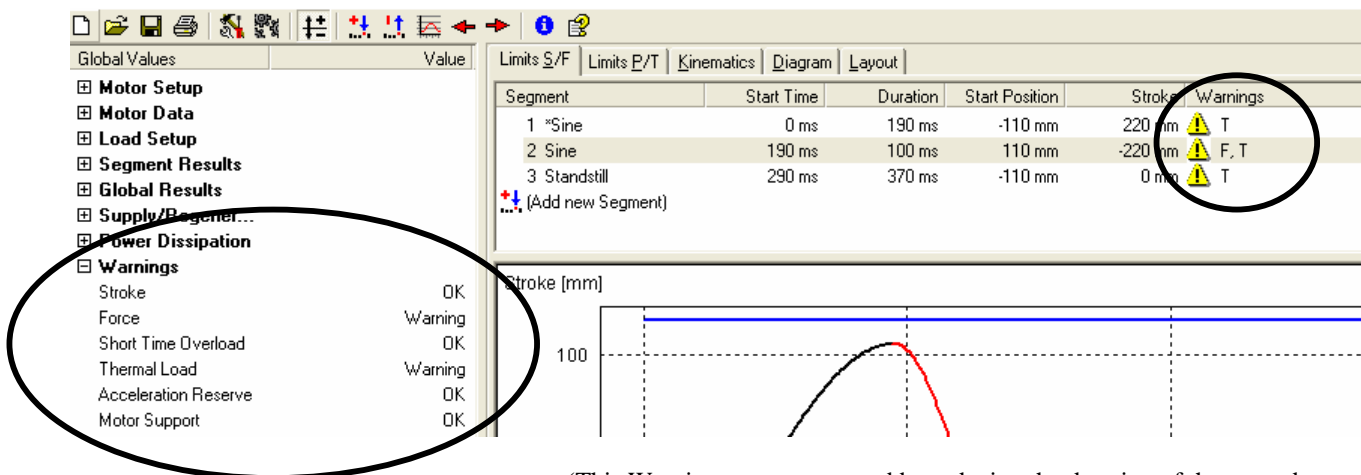 Global Values Value
Motor Setup
Motor Data
Load Setup
Segment Results
Global Results
Supply/Regener...
Power Dissipation
Warnings
Stroke OK
Force Warning
Short Time Overload OK
Thermal Load Warning
Acceleration Reserve OK
Motor Support OK
Limits S/F Limits P/T Kinematics Diagram Layout
Segment Start Time Duration Start Position Stroke Warnings
1 *Sine 0 ms 190 ms -110 mm 220 mm T
2 Sine 190 ms 100 ms 110 mm -220 mm F, T
3 Standstill 290 ms 370 ms -110 mm 0 mm T
(Add new Segment)
Stroke [mm]
100